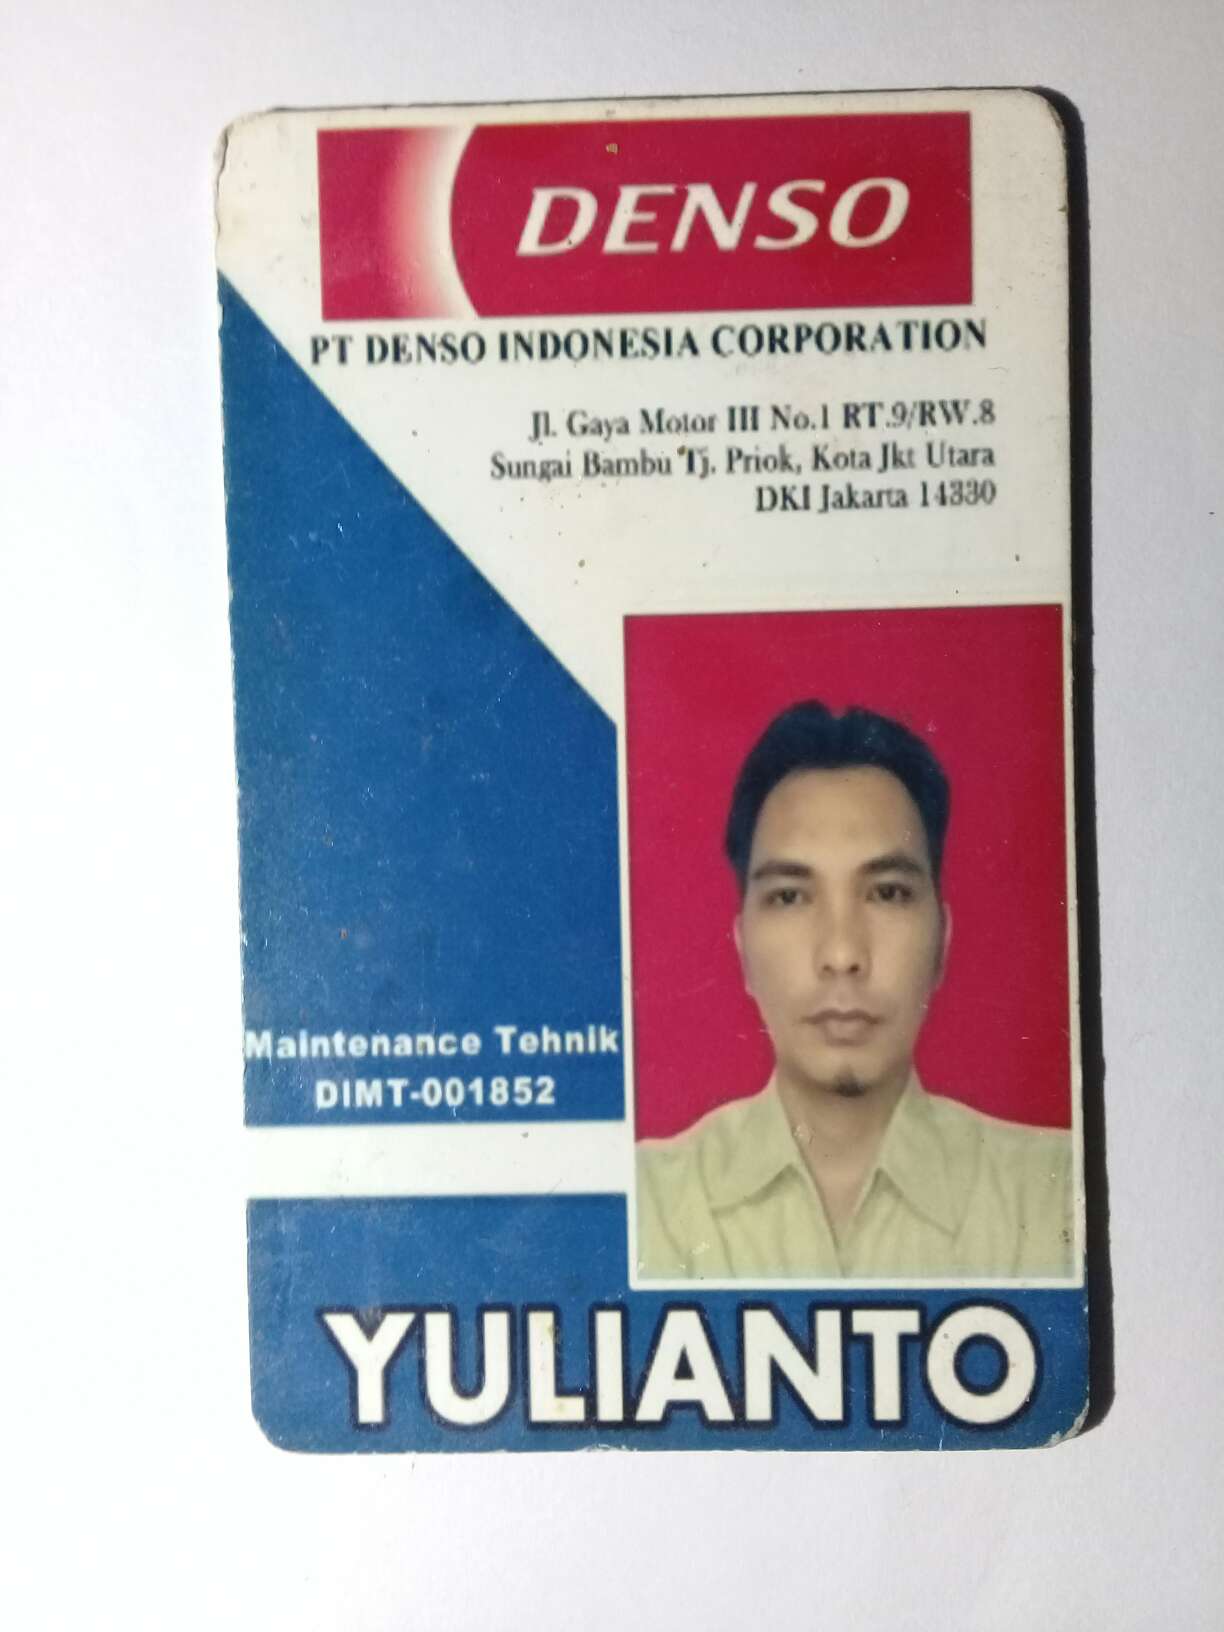 DENSO
PT DENSO INDONESIA CORPORATION
Jl. Gaya Motor III No.1 RT.9/RW.8
Sungai Bambu Tj. Priok, Kota Jkt Utara
DKI Jakarta 14330
Maintenance Tehnik
DIMT-001852
YULIANTO